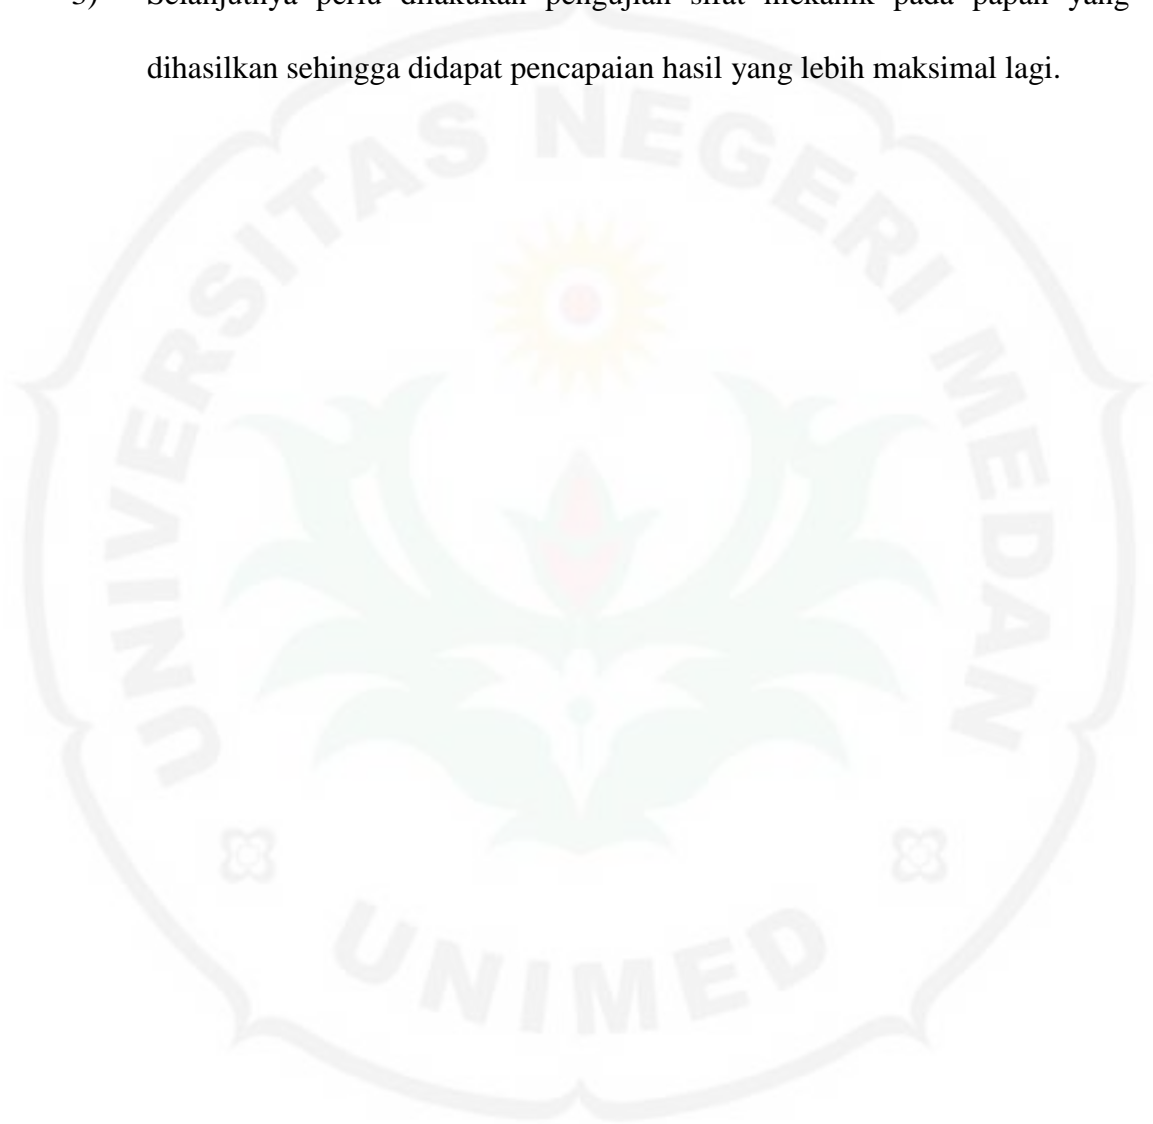 3) Selanjutnya perlu dilakukan pengujian sifat mekanik pada papan yang
dihasilkan sehingga didapat pencapaian hasil yang lebih maksimal lagi.
UNIVERSITAS NEGERI MEDAN
UNIMED